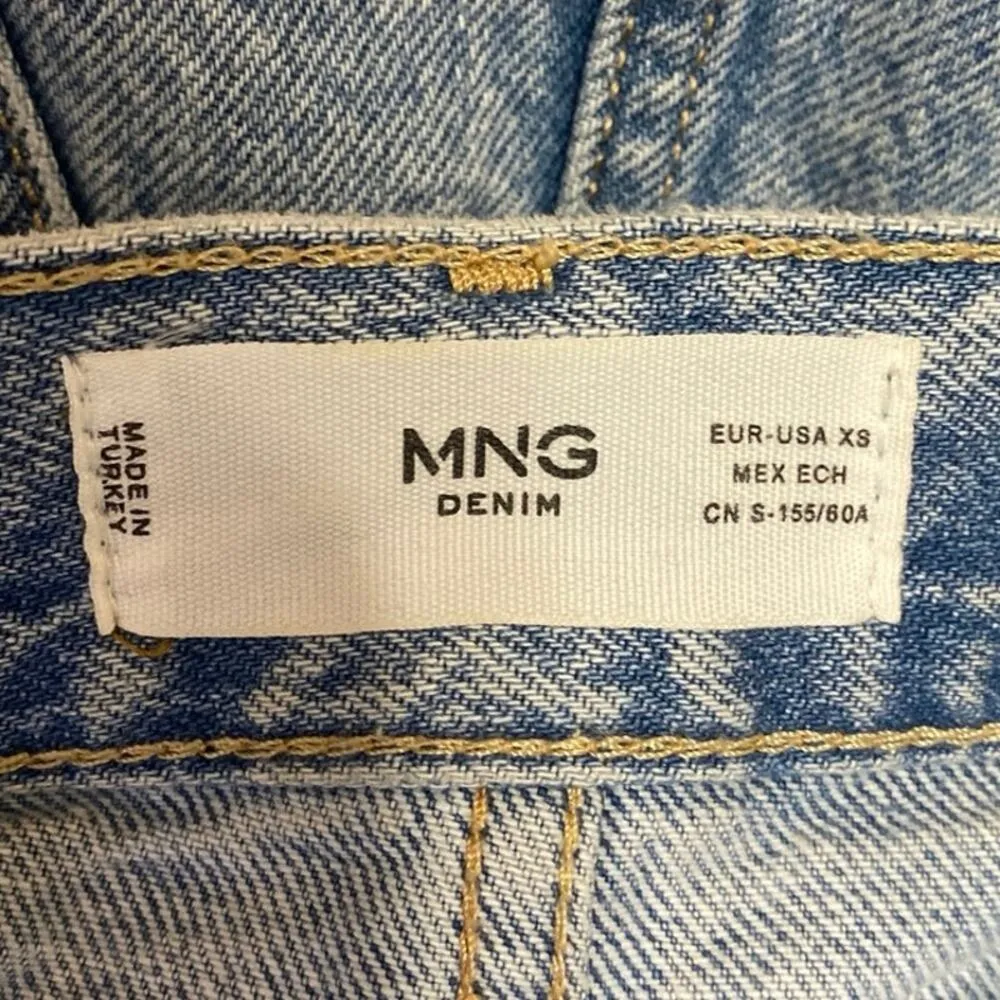 MADE IN
TURKEY
MNG
DENIM
EUR-USA XS
MEX ECH
CN S-155/60A